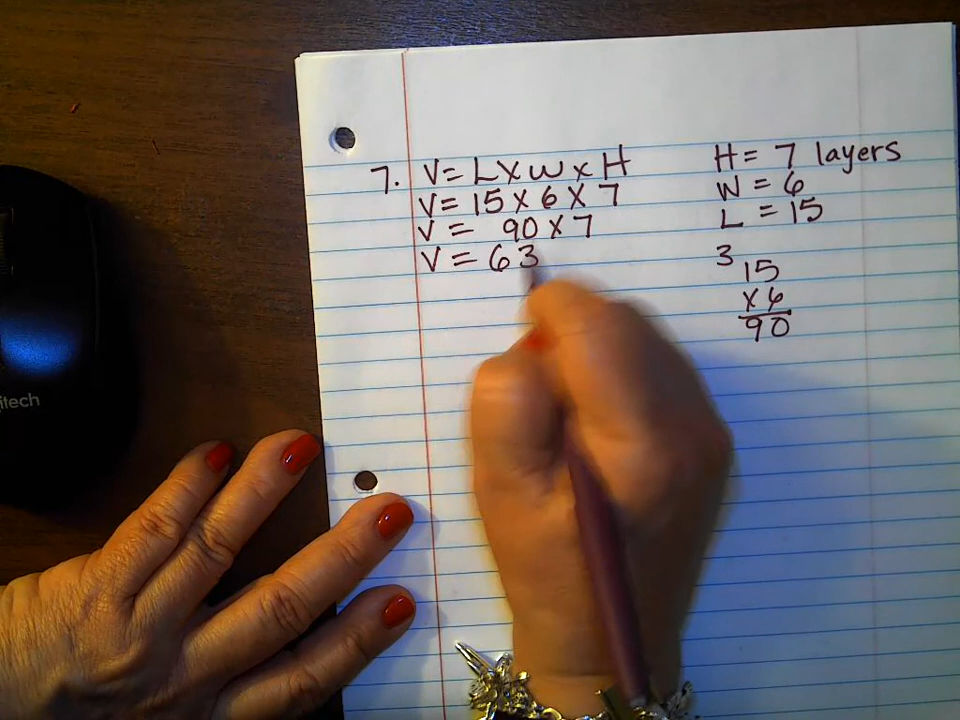 7. V= L x W x H
V= 15 x 6 x 7
V = 90 x 7
V = 63
H= 7 layers
W = 6
L = 15
3
15
x 6
90
itech